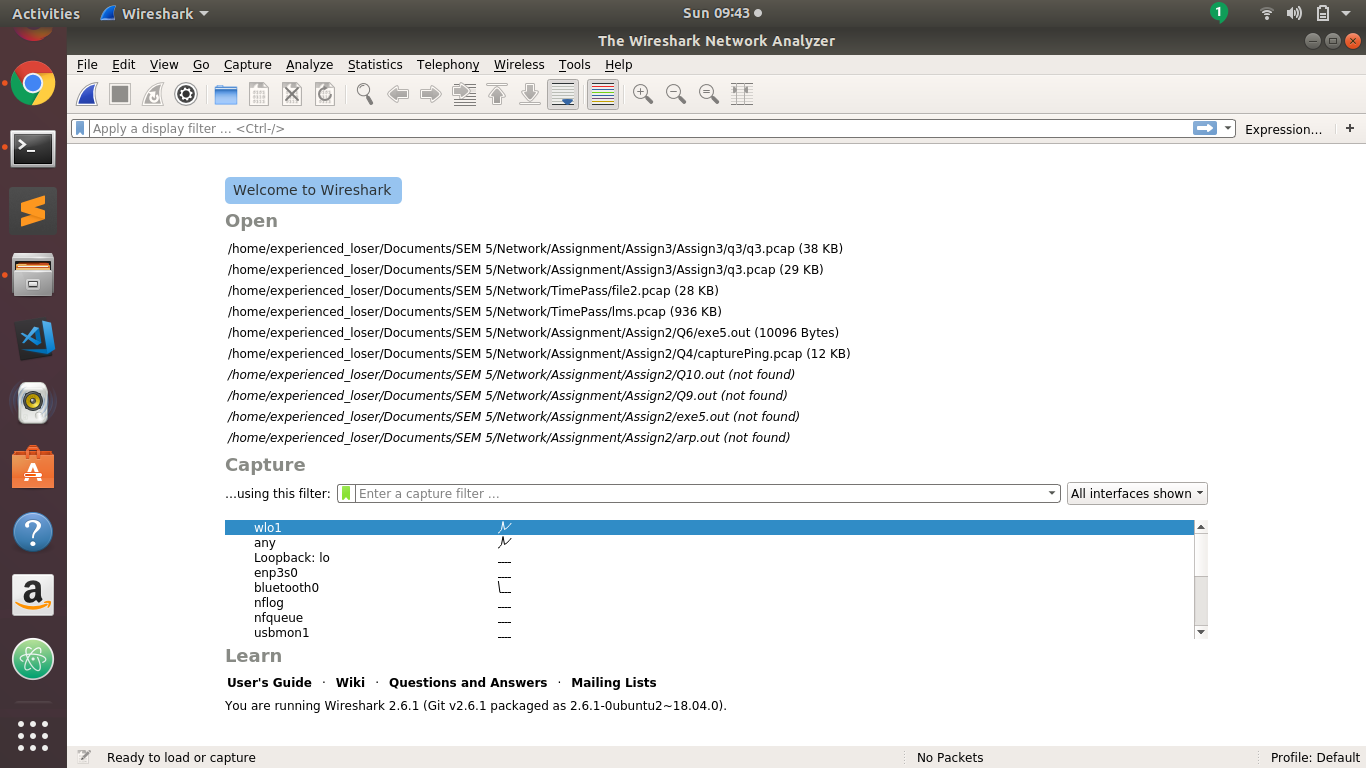 Activities Wireshark Sun 09:43 1
The Wireshark Network Analyzer
File Edit View Go Capture Analyze Statistics Telephony Wireless Tools Help
Apply a display filter ... <Ctrl-/> Expression... +
Welcome to Wireshark
Open
/home/experienced_loser/Documents/SEM 5/Network/Assignment/Assign3/Assign3/q3/q3.pcap (38 KB)
/home/experienced_loser/Documents/SEM 5/Network/Assignment/Assign3/Assign3/q3.pcap (29 KB)
/home/experienced_loser/Documents/SEM 5/Network/TimePass/file2.pcap (28 KB)
/home/experienced_loser/Documents/SEM 5/Network/TimePass/lms.pcap (936 KB)
/home/experienced_loser/Documents/SEM 5/Network/Assignment/Assign2/Q6/exe5.out (10096 Bytes)
/home/experienced_loser/Documents/SEM 5/Network/Assignment/Assign2/Q4/capturePing.pcap (12 KB)
/home/experienced_loser/Documents/SEM 5/Network/Assignment/Assign2/Q10.out (not found)
/home/experienced_loser/Documents/SEM 5/Network/Assignment/Assign2/Q9.out (not found)
/home/experienced_loser/Documents/SEM 5/Network/Assignment/Assign2/exe5.out (not found)
/home/experienced_loser/Documents/SEM 5/Network/Assignment/Assign2/arp.out (not found)
Capture
...using this filter: Enter a capture filter ... All interfaces shown
wlo1
any
Loopback: lo
enp3s0
bluetooth0
nflog
nfqueue
usbmon1
Learn
User's Guide · Wiki · Questions and Answers · Mailing Lists
You are running Wireshark 2.6.1 (Git v2.6.1 packaged as 2.6.1-0ubuntu2~18.04.0).
Ready to load or capture No Packets Profile: Default